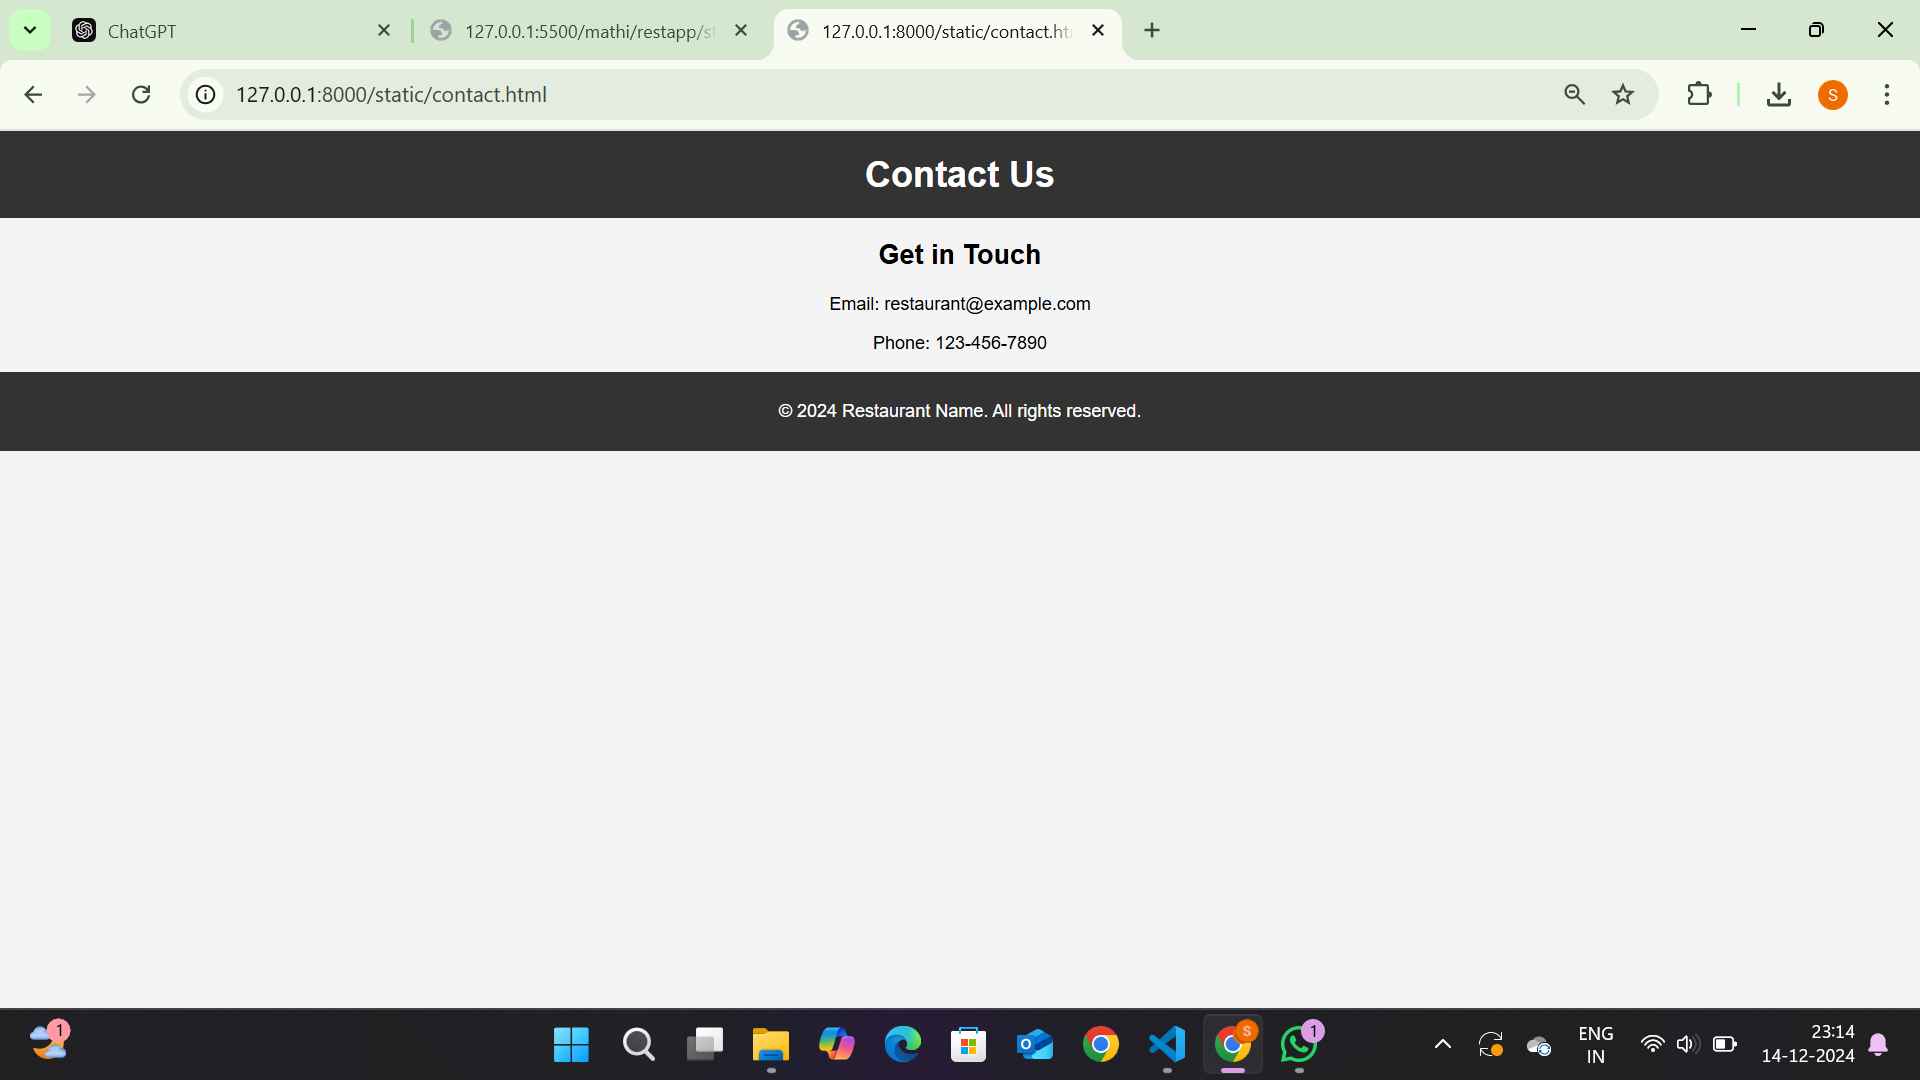 ChatGPT
127.0.0.1:5500/mathi/restapp/st
127.0.0.1:8000/static/contact.ht
127.0.0.1:8000/static/contact.html
S
Contact Us
Get in Touch
Email: restaurant@example.com
Phone: 123-456-7890
© 2024 Restaurant Name. All rights reserved.
1
S
1
ENG
IN
23:14
14-12-2024